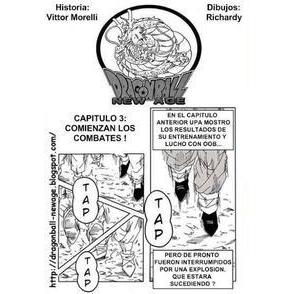 Historia:
Vittor Morelli
Dibujos:
Richardy
DRAGONBALL
NEW AGE
CAPITULO 3:
COMIENZAN LOS
COMBATES !
EN EL CAPITULO
ANTERIOR UPA MOSTRO
LOS RESULTADOS DE
SU ENTRENAMIENTO Y
LUCHO CON OOB...
TAP
TAP
TAP
TAP
PERO DE PRONTO
FUERON INTERRUMPIDOS
POR UNA EXPLOSION.
QUE ESTARA
SUCEDIENDO ?
http://dragonball-newage.blogspot.com/